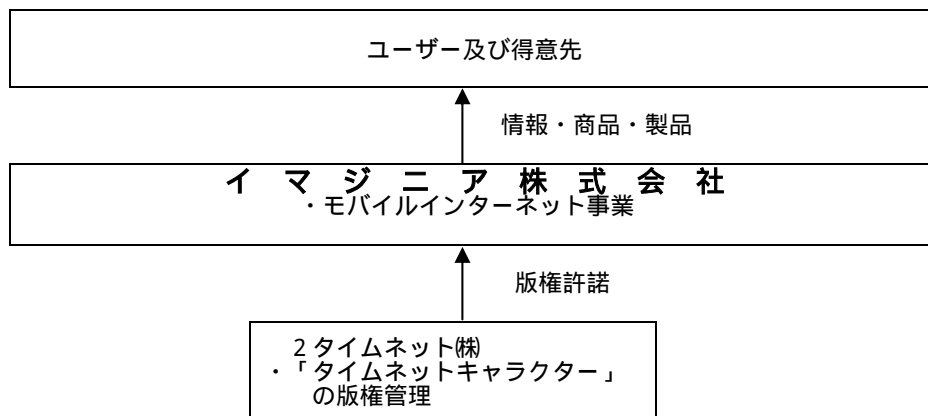 ユーザー及び得意先
情報・商品・製品
イ マ ジ ニ ア 株 式 会 社
・モバイルインターネット事業
版権許諾
2 タイムネット㈱
・「タイムネットキャラクター」
の版権管理